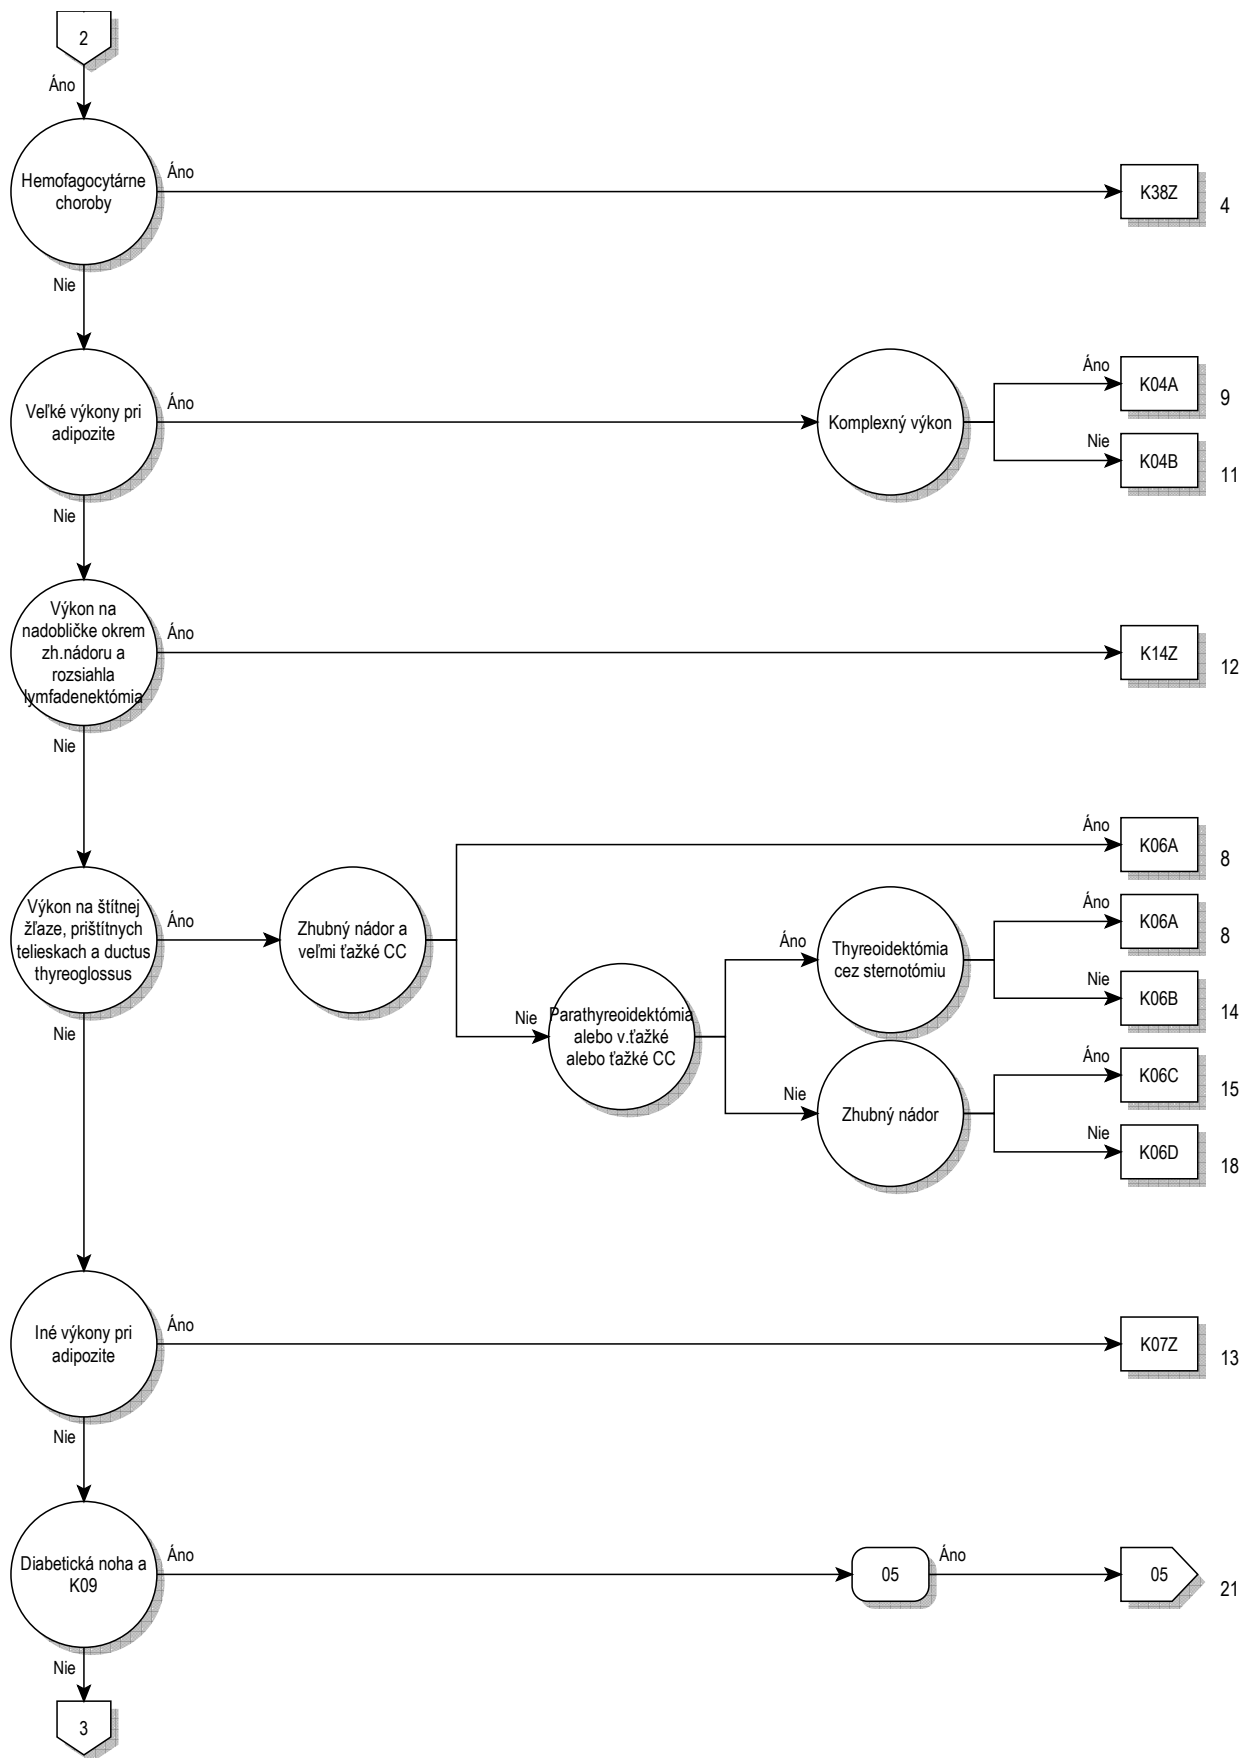 2
Áno
Hemofagocytárne
choroby
Áno
K38Z
4
Nie
Veľké výkony pri
adipozite
Áno
Komplexný výkon
Áno
K04A
9
Nie
K04B
11
Nie
Výkon na
nadobličke okrem
zh.nádoru a
rozsiahla
lymfadenektómia
Áno
K14Z
12
Nie
Výkon na štítnej
žľaze, prištítnych
telieskach a ductus
thyreoglossus
Áno
Zhubný nádor a
veľmi ťažké CC
Áno
K06A
8
Nie
Parathyreoidektómia
alebo v.ťažké
alebo ťažké CC
Áno
Thyreoidektómia
cez sternotómiu
Áno
K06A
8
Nie
K06B
14
Nie
Zhubný nádor
Áno
K06C
15
Nie
K06D
18
Nie
Iné výkony pri
adipozite
Áno
K07Z
13
Nie
Diabetická noha a
K09
Áno
05
Áno
05
21
Nie
3